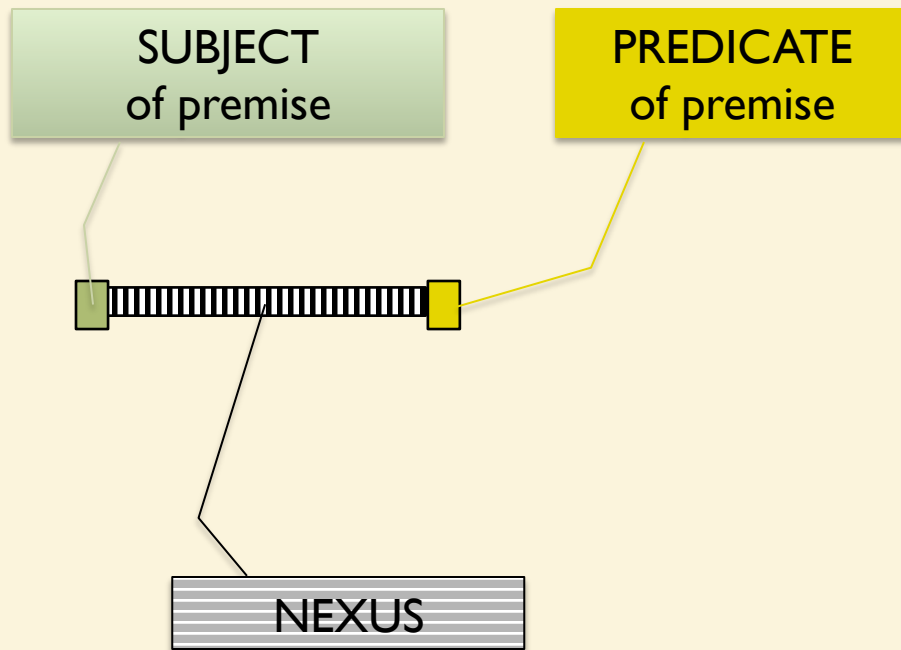 SUBJECT
of premise
PREDICATE
of premise
NEXUS